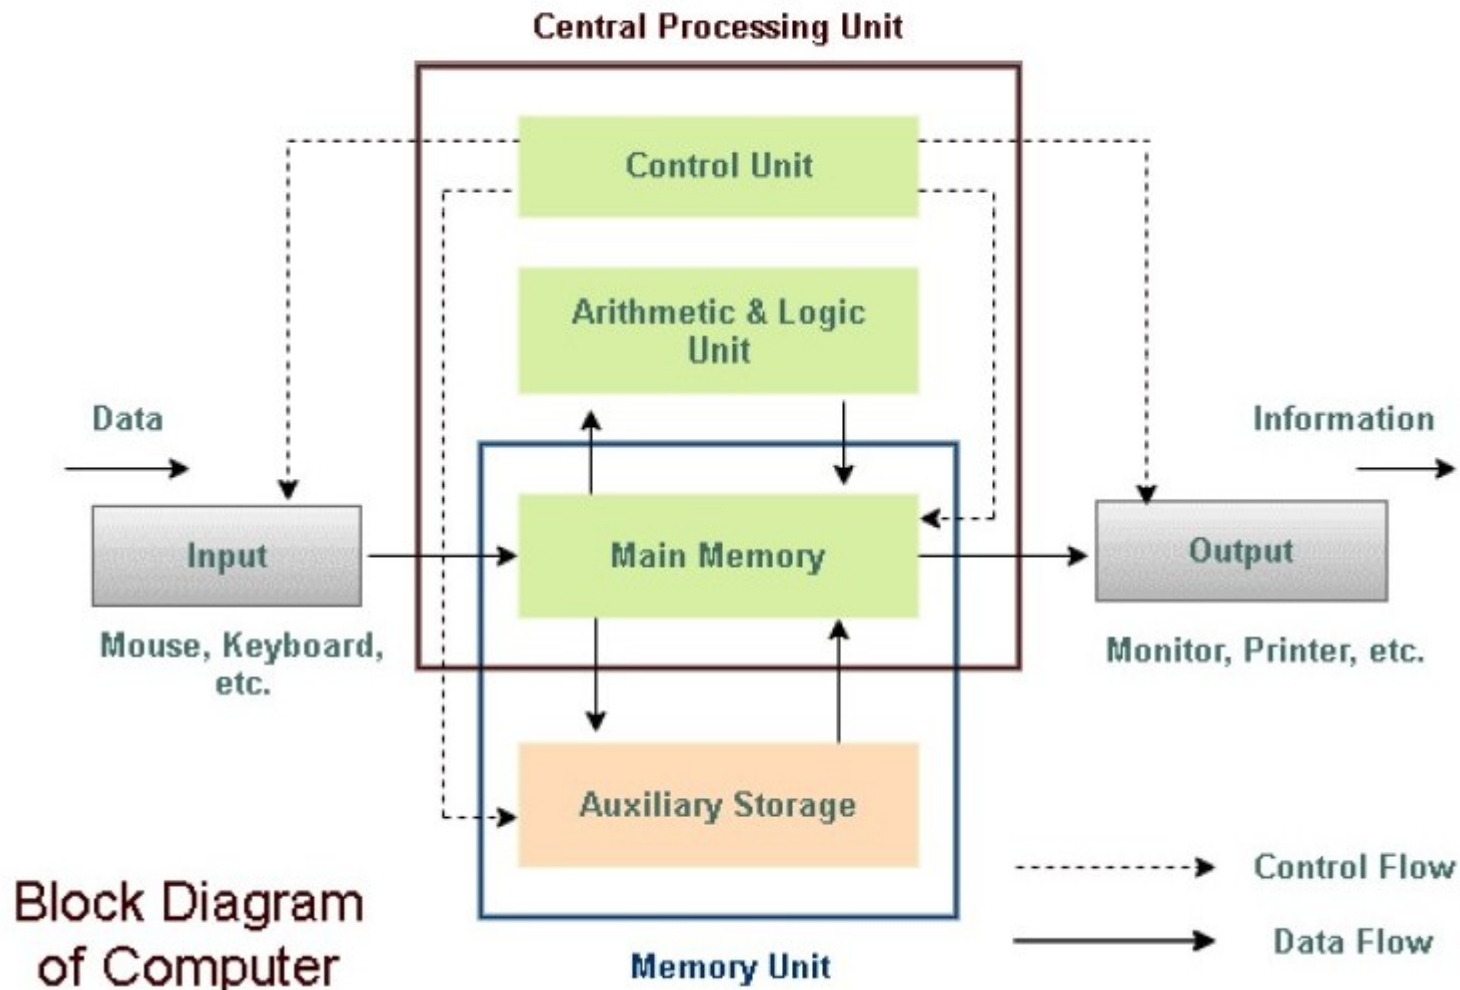 Central Processing Unit
Control Unit
Arithmetic & Logic
Unit
Data
Information
Input
Main Memory
Output
Mouse, Keyboard,
etc.
Monitor, Printer, etc.
Auxiliary Storage
Control Flow
Data Flow
Block Diagram
of Computer
Memory Unit